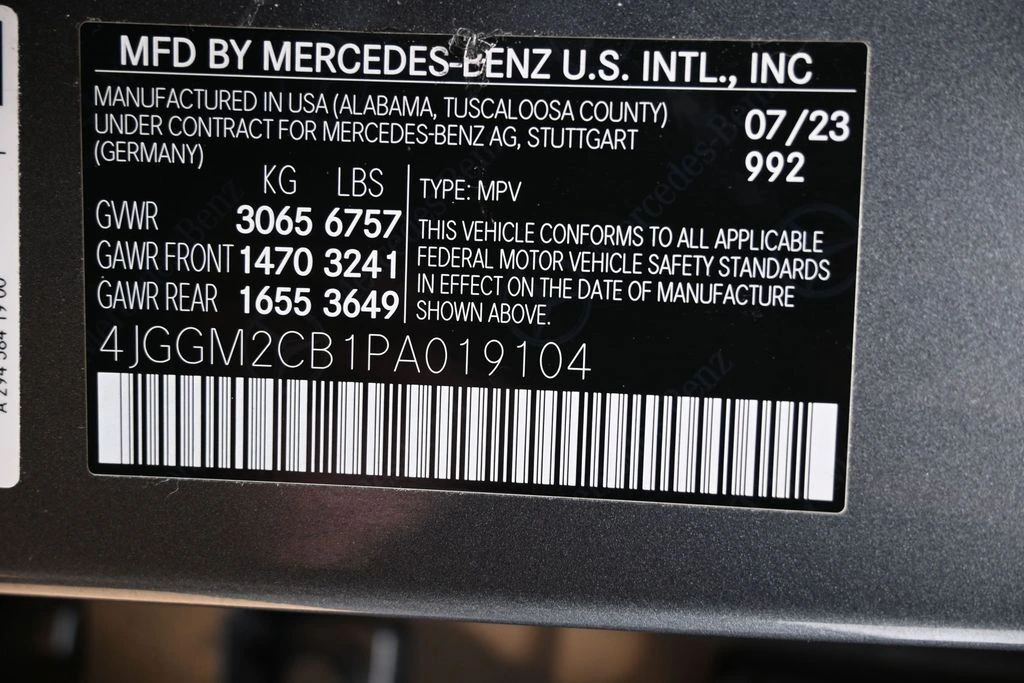 MFD BY MERCEDES-BENZ U.S. INTL., INC
MANUFACTURED IN USA (ALABAMA, TUSCALOOSA COUNTY)
UNDER CONTRACT FOR MERCEDES-BENZ AG, STUTTGART
(GERMANY)
07/23
992
KG LBS
GVWR 3065 6757
GAWR FRONT 1470 3241
GAWR REAR 1655 3649
TYPE: MPV
THIS VEHICLE CONFORMS TO ALL APPLICABLE
FEDERAL MOTOR VEHICLE SAFETY STANDARDS
IN EFFECT ON THE DATE OF MANUFACTURE
SHOWN ABOVE.
4JGGM2CB1PA019104